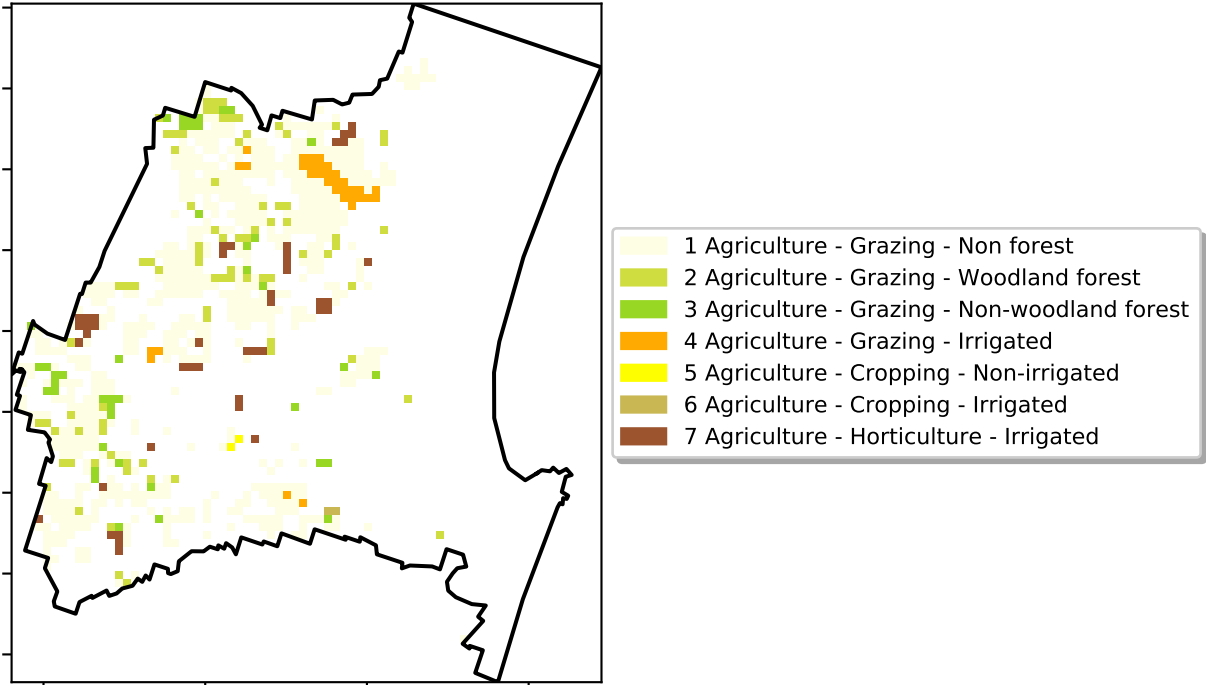 1 Agriculture - Grazing - Non forest
2 Agriculture - Grazing - Woodland forest
3 Agriculture - Grazing - Non-woodland forest
4 Agriculture - Grazing - Irrigated
5 Agriculture - Cropping - Non-irrigated
6 Agriculture - Cropping - Irrigated
7 Agriculture - Horticulture - Irrigated